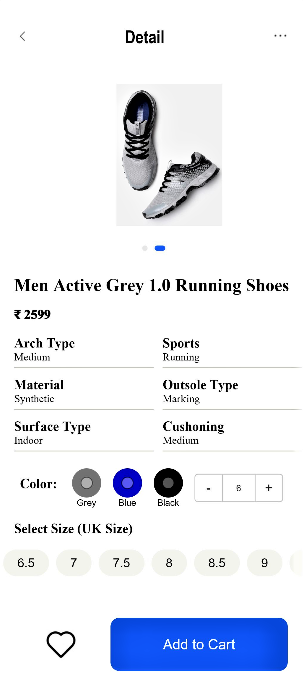 Detail
Men Active Grey 1.0 Running Shoes
₹ 2599
Arch Type
Medium
Sports
Running
Material
Synthetic
Outsole Type
Marking
Surface Type
Indoor
Cushoning
Medium
Color:
Grey
Blue
Black
- 6 +
Select Size (UK Size)
6.5 7 7.5 8 8.5 9
Add to Cart